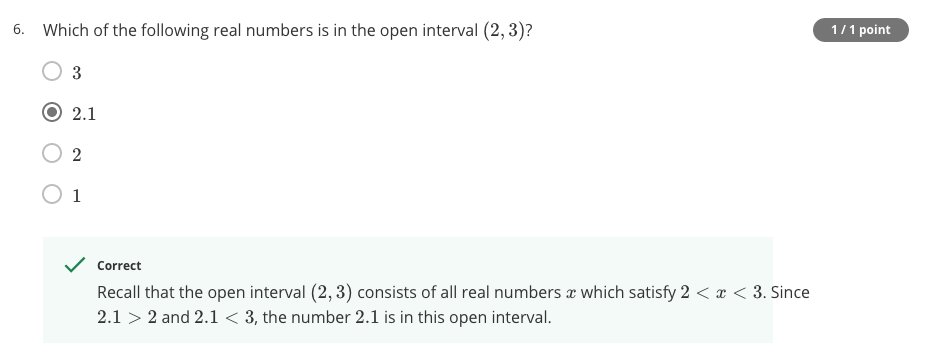 6. Which of the following real numbers is in the open interval (2, 3)?
1 / 1 point
3
2.1
2
1
Correct
Recall that the open interval (2, 3) consists of all real numbers x which satisfy 2 < x < 3. Since
2.1 > 2 and 2.1 < 3, the number 2.1 is in this open interval.